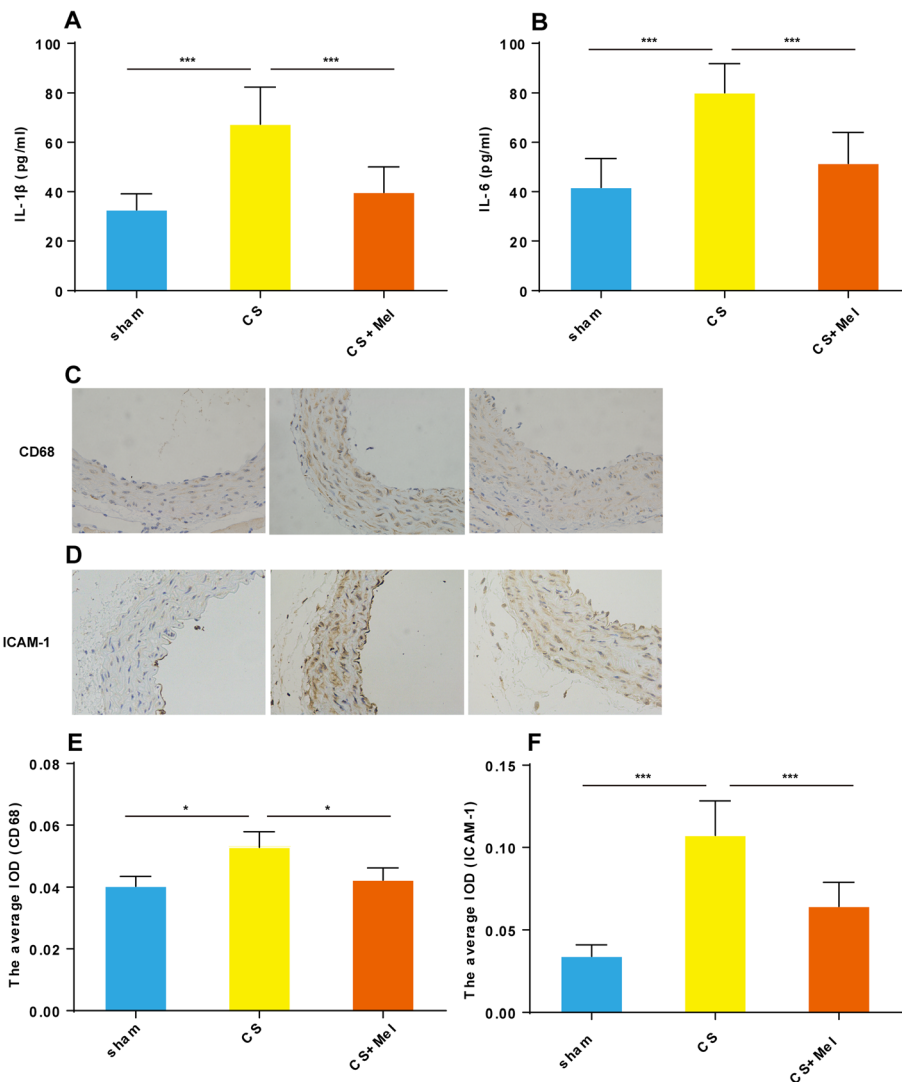 A
IL-1β ( pg/ml)
100
80
60
40
20
0
***
***
sham
CS
CS+Mel
B
IL-6 (pg/ml)
100
80
60
40
20
0
***
***
sham
CS
CS+Mel
C
CD68
D
ICAM-1
E
The average IOD (CD68)
0.08
0.06
0.04
0.02
0.00
*
*
sham
CS
CS+Mel
F
The average IOD (ICAM-1)
0.15
0.10
0.05
0.00
***
***
sham
CS
CS+Mel